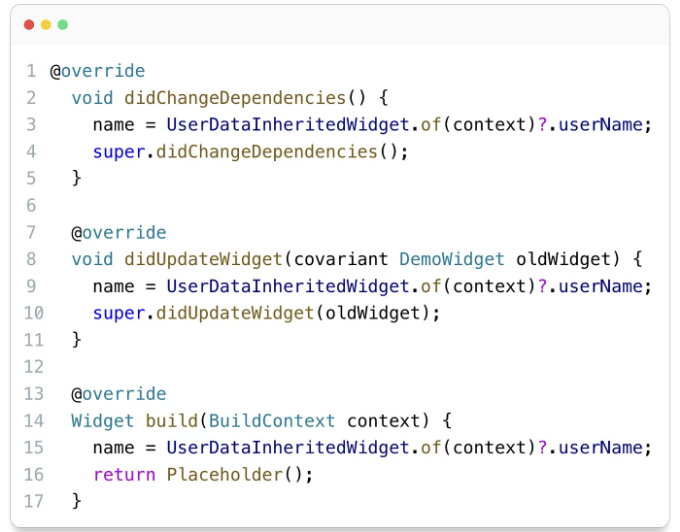 1 @override
2 void didChangeDependencies() {
3 name = UserDataInheritedWidget.of(context)?.userName;
4 super.didChangeDependencies();
5 }
6
7 @override
8 void didUpdateWidget(covariant DemoWidget oldWidget) {
9 name = UserDataInheritedWidget.of(context)?.userName;
10 super.didUpdateWidget(oldWidget);
11 }
12
13 @override
14 Widget build(BuildContext context) {
15 name = UserDataInheritedWidget.of(context)?.userName;
16 return Placeholder();
17 }